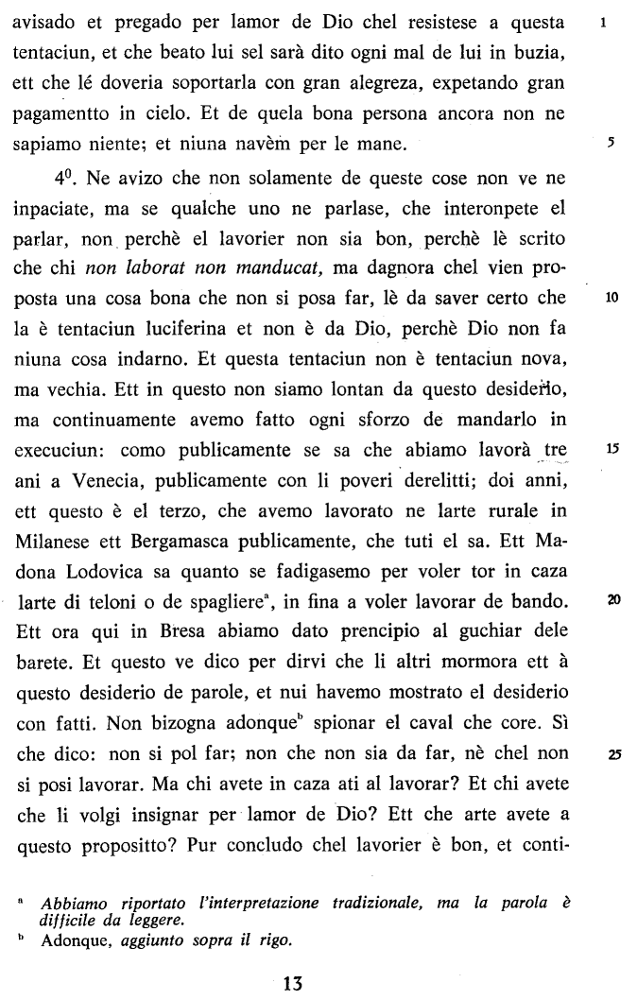 avisado et pregado per lamor de Dio chel resistese a questa 1
tentaciun, et che beato lui sel sarà dito ogni mal de lui in buzia,
ett che lé doveria soportarla con gran alegreza, expetando gran
pagamentto in cielo. Et de quela bona persona ancora non ne
sapiamo niente; et niuna navèm per le mane. 5
4⁰. Ne avizo che non solamente de queste cose non ve ne
inpaciate, ma se qualche uno ne parlase, che interonpete el
parlar, non perchè el lavorier non sia bon, perchè lè scrito
che chi non laborat non manducat, ma dagnora chel vien pro-
posta una cosa bona che non si posa far, lè da saver certo che 10
la è tentaciun luciferina et non è da Dio, perchè Dio non fa
niuna cosa indarno. Et questa tentaciun non è tentaciun nova,
ma vechia. Ett in questo non siamo lontan da questo desiderio,
ma continuamente avemo fatto ogni sforzo de mandarlo in
execuciun: como publicamente se sa che abiamo lavorà tre 15
ani a Venecia, publicamente con li poveri derelitti; doi anni,
ett questo è el terzo, che avemo lavorato ne larte rurale in
Milanese ett Bergamasca publicamente, che tuti el sa. Ett Ma-
dona Lodovica sa quanto se fadigasemo per voler tor in caza
larte di teloni o de spagliereᵃ, in fina a voler lavorar de bando. 20
Ett ora qui in Bresa abiamo dato prencipio al guchiar dele
barete. Et questo ve dico per dirvi che li altri mormora ett à
questo desiderio de parole, et nui havemo mostrato el desiderio
con fatti. Non bizogna adonqueᵇ spionar el caval che core. Sì
che dico: non si pol far; non che non sia da far, nè chel non 25
si posi lavorar. Ma chi avete in caza ati al lavorar? Et chi avete
che li volgi insignar per lamor de Dio? Ett che arte avete a
questo propositto? Pur concludo chel lavorier è bon, et conti-
ᵃ Abbiamo riportato l'interpretazione tradizionale, ma la parola è
difficile da leggere.
ᵇ Adonque, aggiunto sopra il rigo.
13